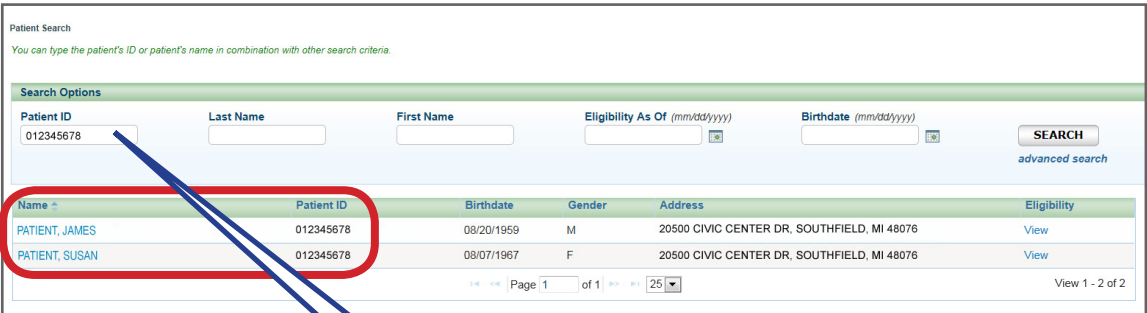 Patient Search
You can type the patient's ID or patient's name in combination with other search criteria.
Search Options
Patient ID Last Name First Name Eligibility As Of (mm/dd/yyyy) Birthdate (mm/dd/yyyy)
012345678 SEARCH
advanced search
Name Patient ID Birthdate Gender Address Eligibility
PATIENT, JAMES 012345678 08/20/1959 M 20500 CIVIC CENTER DR, SOUTHFIELD, MI 48076 View
PATIENT, SUSAN 012345678 08/07/1967 F 20500 CIVIC CENTER DR, SOUTHFIELD, MI 48076 View
Page 1 of 1 25 View 1 - 2 of 2